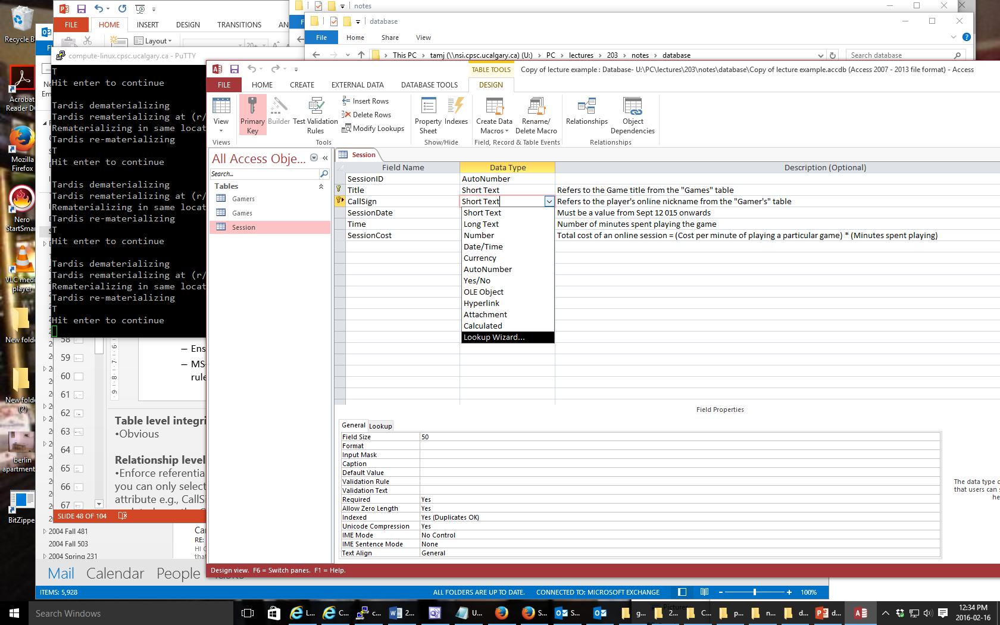 Recycle B
Acrobat
Reader D
Mozilla
Firefox
Nero
StartSmar
VLC medi
player
New folde
New folde
(2)
berlin
apartment
BitZippe
FILE
HOME
INSERT
DESIGN
TRANSITIONS
AN
Layout
notes
database
File
Home
Share
View
This PC
tamj (\\nsi.cpsc.ucalgary.ca) (U:)
PC
lectures
203
notes
database
Search database
compute-linux.cpsc.ucalgary.ca - PuTTY
T
Hit enter to continue
Tardis dematerializing
Tardis rematerializing at (r/
Rematerializing in same locat
Tardis re-materializing
T
Hit enter to continue
Tardis dematerializing
Tardis rematerializing at (r/
Rematerializing in same locat
Tardis re-materializing
T
Hit enter to continue
Tardis dematerializing
Tardis rematerializing at (r/
Rematerializing in same locat
Tardis re-materializing
T
Hit enter to continue
TABLE TOOLS
Copy of lecture example : Database- U:\PC\lectures\203\notes\database\Copy of lecture example.accdb (Access 2007 - 2013 file format) - Access
FILE
HOME
CREATE
EXTERNAL DATA
DATABASE TOOLS
DESIGN
View
Primary
Key
Builder
Test Validation
Rules
Insert Rows
Delete Rows
Modify Lookups
Property
Sheet
Indexes
Create Data
Macros
Rename/
Delete Macro
Relationships
Object
Dependencies
Views
Tools
Show/Hide
Field, Record & Table Events
Relationships
All Access Obje...
Search...
Tables
Gamers
Games
Session
Session
Field Name
Data Type
Description (Optional)
SessionID
AutoNumber
Title
Short Text
Refers to the Game title from the "Games" table
CallSign
Short Text
Refers to the player's online nickname from the "Gamer's" table
SessionDate
Must be a value from Sept 12 015 onwards
Time
Number of minutes spent playing the game
SessionCost
Total cost of an online session = (Cost per minute of playing a particular game) * (Minutes spent playing)
Short Text
Long Text
Number
Date/Time
Currency
AutoNumber
Yes/No
OLE Object
Hyperlink
Attachment
Calculated
Lookup Wizard...
Field Properties
General
Lookup
Field Size 50
Format
Input Mask
Caption
Default Value
Validation Rule
Validation Text
Required Yes
Allow Zero Length Yes
Indexed Yes (Duplicates OK)
Unicode Compression Yes
IME Mode No Control
IME Sentence Mode None
Text Align General
The data type d
that users can s
he
Design view. F6 = Switch panes. F1 = Help.
58
59
60
61
62
63
64
65
66
67
– Ens
– MS-
rule
Table level integri
•Obvious
Relationship level
•Enforce referentia
you can only select
attribute e.g., CallSi
SLIDE 48 OF 104
2004 Fall 481
2004 Fall 503
2004 Spring 231
Car
RE:
HI C
that
Mail
Calendar
People
ITEMS: 5,928
ALL FOLDERS ARE UP TO DATE.
CONNECTED TO: MICROSOFT EXCHANGE
100%
Search Windows
L...
C...
c...
2...
U...
S...
S...
g...
2...
C...
p...
n...
d...
d...
12:34 PM
2016-02-16